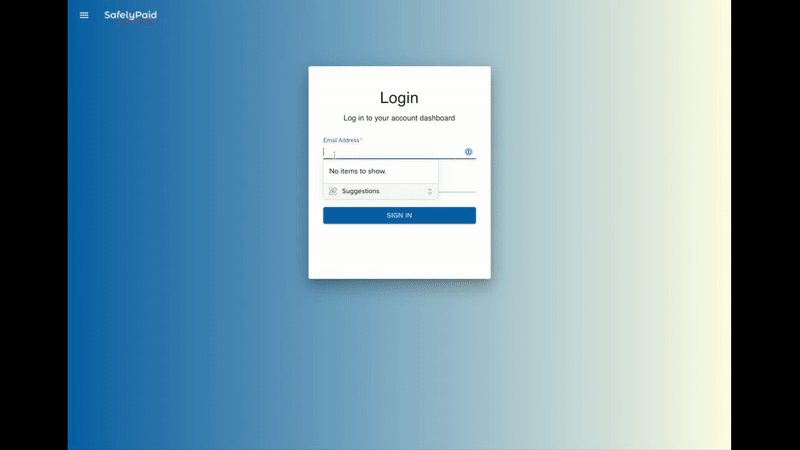 SafelyPaid
Login
Log in to your account dashboard
Email Address *
No items to show.
Suggestions
SIGN IN